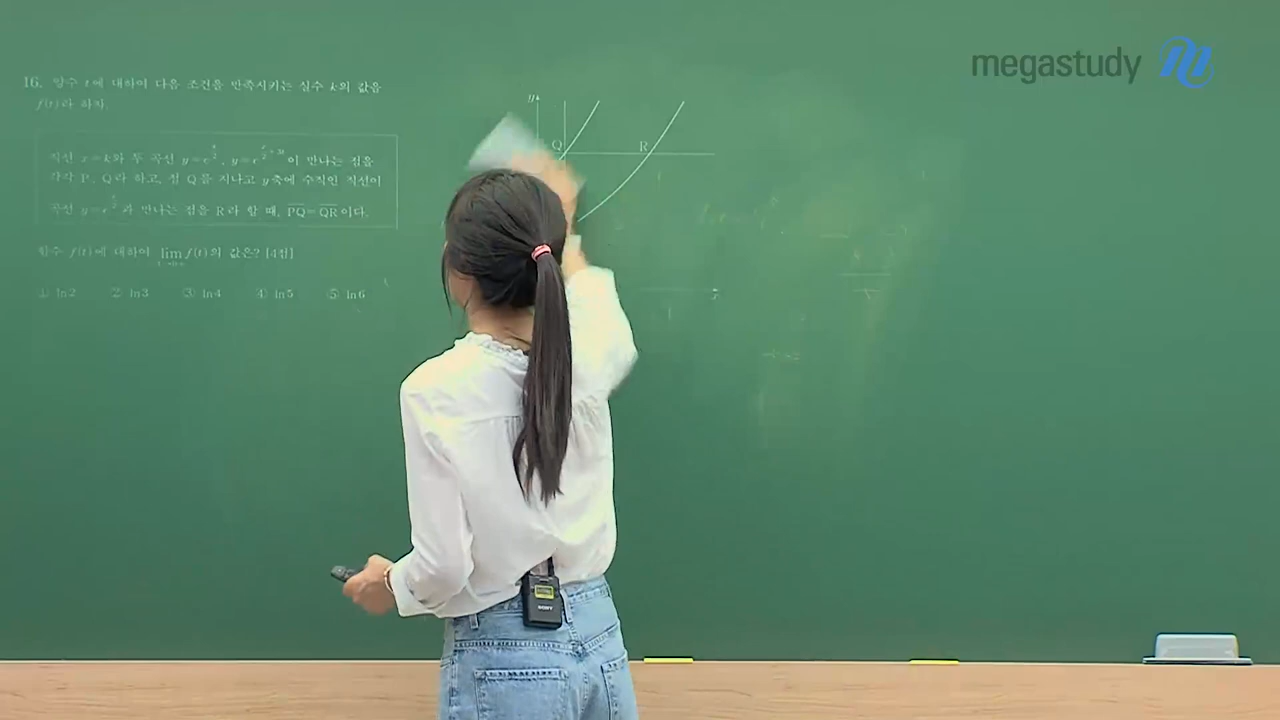 megastudy
16. 양수 t에 대하여 다음 조건을 만족시키는 실수 k의 값을
f(t)라 하자.
직선 x=k와 두 곡선 y=e^{x/2}, y=e^{x/2+3t}이 만나는 점을
각각 P, Q라 하고, 점 Q를 지나고 y축에 수직인 직선이
곡선 y=e^{x/2}과 만나는 점을 R라 할 때, PQ=QR이다.
함수 f(t)에 대하여 lim f(t)의 값은? [4점]
① ln2 ② ln3 ③ ln4 ④ ln5 ⑤ ln6
y
Q R
SONY